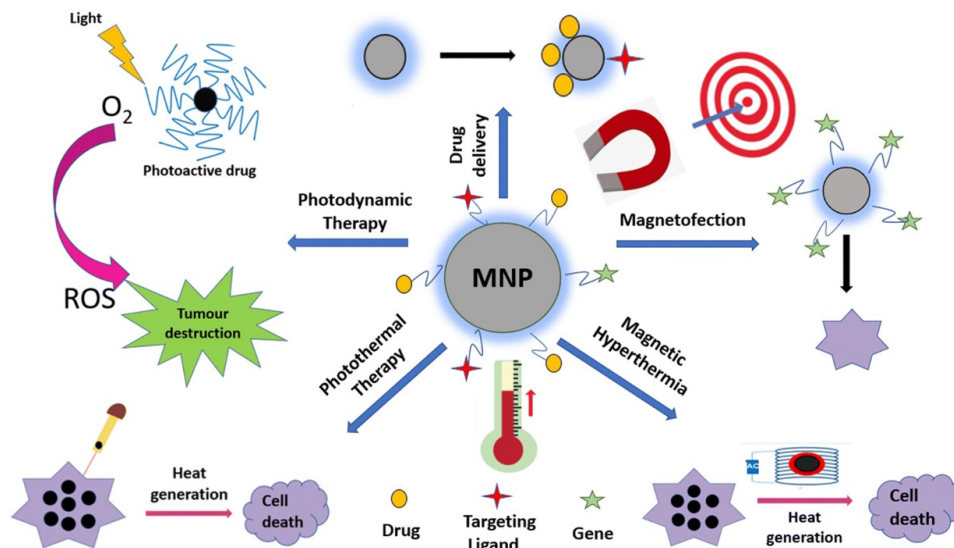 Light
O2
Photoactive drug
ROS
Tumour
destruction
Photodynamic
Therapy
Drug
delivery
Magnetofection
MNP
Photothermal
Therapy
Magnetic
Hyperthermia
Heat
generation
Cell
death
Drug
Targeting
Ligand
Gene
AC
Heat
generation
Cell
death